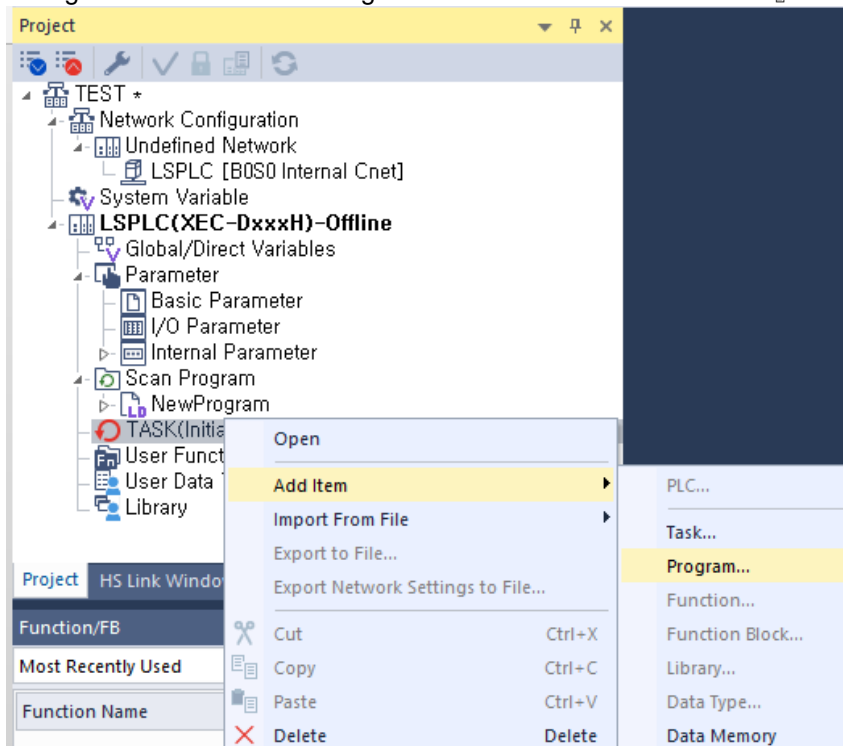 Project
TEST *
Network Configuration
Undefined Network
LSPLC [B0S0 Internal Cnet]
System Variable
LSPLC(XEC-DxxxH)-Offline
Global/Direct Variables
Parameter
Basic Parameter
I/O Parameter
Internal Parameter
Scan Program
LD NewProgram
TASK(Initia
Fn User Funct
User Data
Library
Open
Add Item
Import From File
Export to File...
Export Network Settings to File...
Cut Ctrl+X
Copy Ctrl+C
Paste Ctrl+V
Delete Delete
PLC...
Task...
Program...
Function...
Function Block...
Library...
Data Type...
Data Memory
Project HS Link Windo
Function/FB
Most Recently Used
Function Name